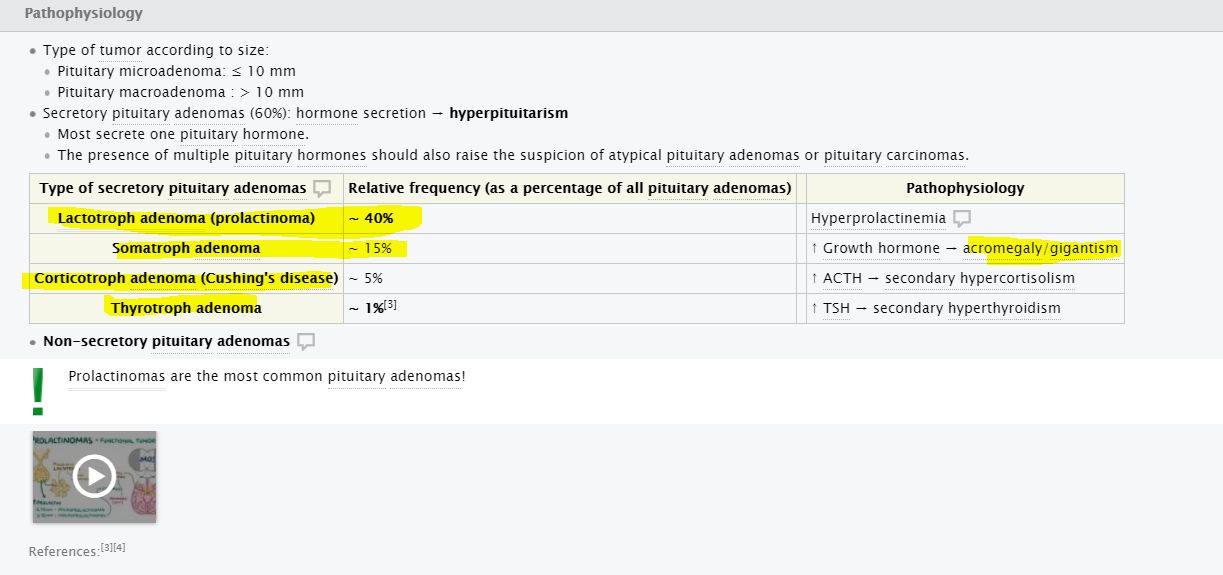 Pathophysiology
Type of tumor according to size:
Pituitary microadenoma: ≤ 10 mm
Pituitary macroadenoma : > 10 mm
Secretory pituitary adenomas (60%): hormone secretion → hyperpituitarism
Most secrete one pituitary hormone.
The presence of multiple pituitary hormones should also raise the suspicion of atypical pituitary adenomas or pituitary carcinomas.
Type of secretory pituitary adenomas Relative frequency (as a percentage of all pituitary adenomas) Pathophysiology
Lactotroph adenoma (prolactinoma) ~ 40% Hyperprolactinemia
Somatroph adenoma ~ 15% ↑ Growth hormone → acromegaly/gigantism
Corticotroph adenoma (Cushing's disease) ~ 5% ↑ ACTH → secondary hypercortisolism
Thyrotroph adenoma ~ 1%[3] ↑ TSH → secondary hyperthyroidism
Non-secretory pituitary adenomas
Prolactinomas are the most common pituitary adenomas!
PROLACTINOMAS FUNCTIONAL TUMOR
References:[3][4]